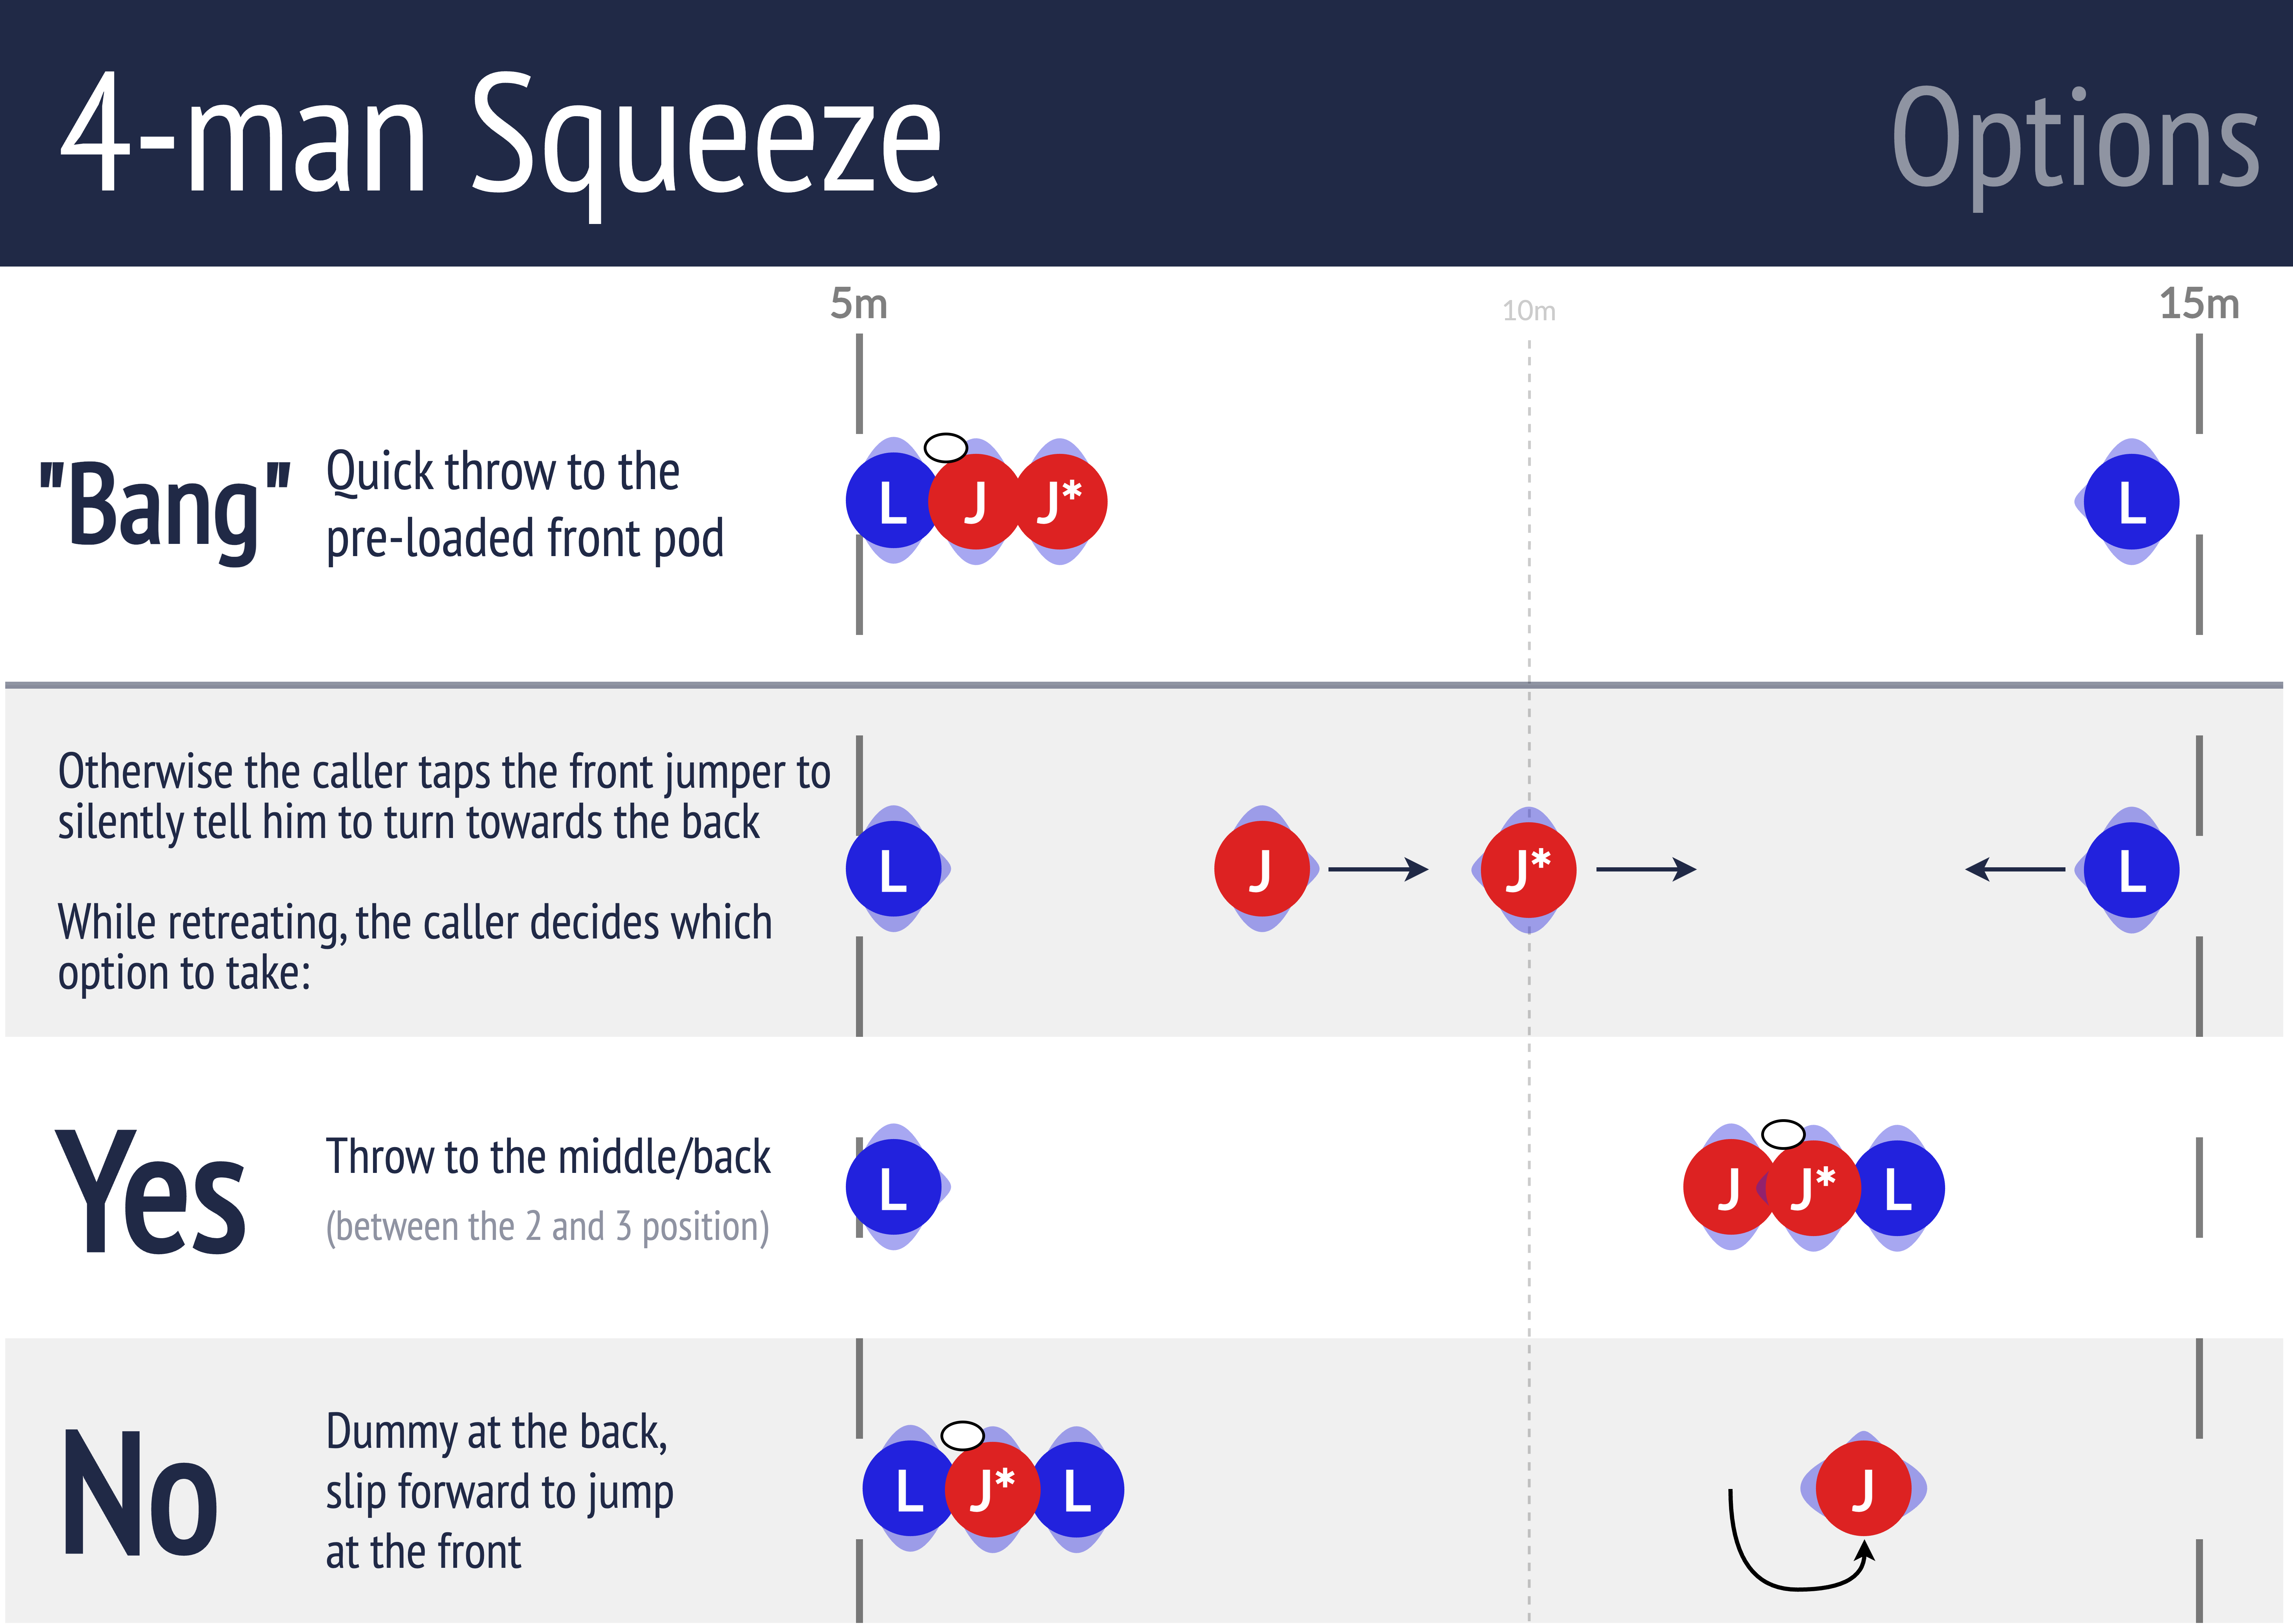 4-man Squeeze
Options
5m
10m
15m
"Bang"
Quick throw to the
pre-loaded front pod
L
J
J*
L
Otherwise the caller taps the front jumper to
silently tell him to turn towards the back
While retreating, the caller decides which
option to take:
L
J
J*
L
Yes
Throw to the middle/back
(between the 2 and 3 position)
L
J
J*
L
No
Dummy at the back,
slip forward to jump
at the front
L
J*
L
J